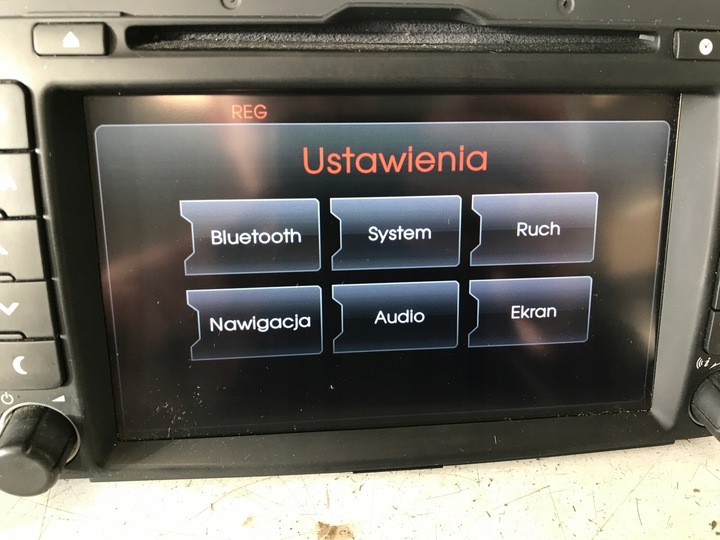 REG
Ustawienia
Bluetooth System Ruch
Nawigacja Audio Ekran